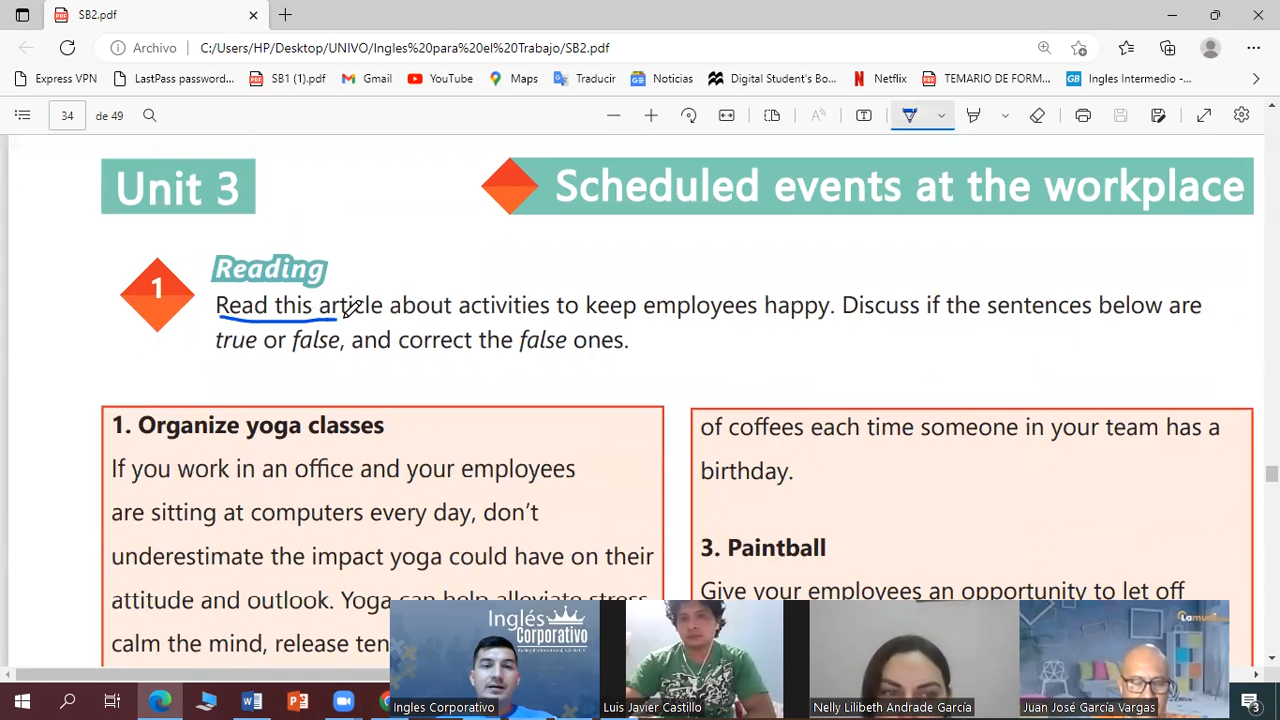 SB2.pdf
Archivo
C:/Users/HP/Desktop/UNIVO/Ingles%20para%20el%20Trabajo/SB2.pdf
Express VPN
LastPass password...
SB1 (1).pdf
Gmail
YouTube
Maps
Traducir
Noticias
Digital Student's Bo...
Netflix
TEMARIO DE FORM...
Ingles Intermedio -...
34
de 49
Unit 3
Scheduled events at the workplace
1
Reading
Read this article about activities to keep employees happy. Discuss if the sentences below are
true or false, and correct the false ones.
1. Organize yoga classes
If you work in an office and your employees
are sitting at computers every day, don't
underestimate the impact yoga could have on their
attitude and outlook. Yoga can help alleviate stress,
calm the mind, release ten
of coffees each time someone in your team has a
birthday.
3. Paintball
Give your employees an opportunity to let off
Inglés
Corporativo
Ingles Corporativo
Luis Javier Castillo
Nelly Lilibeth Andrade García
Juan José García Vargas